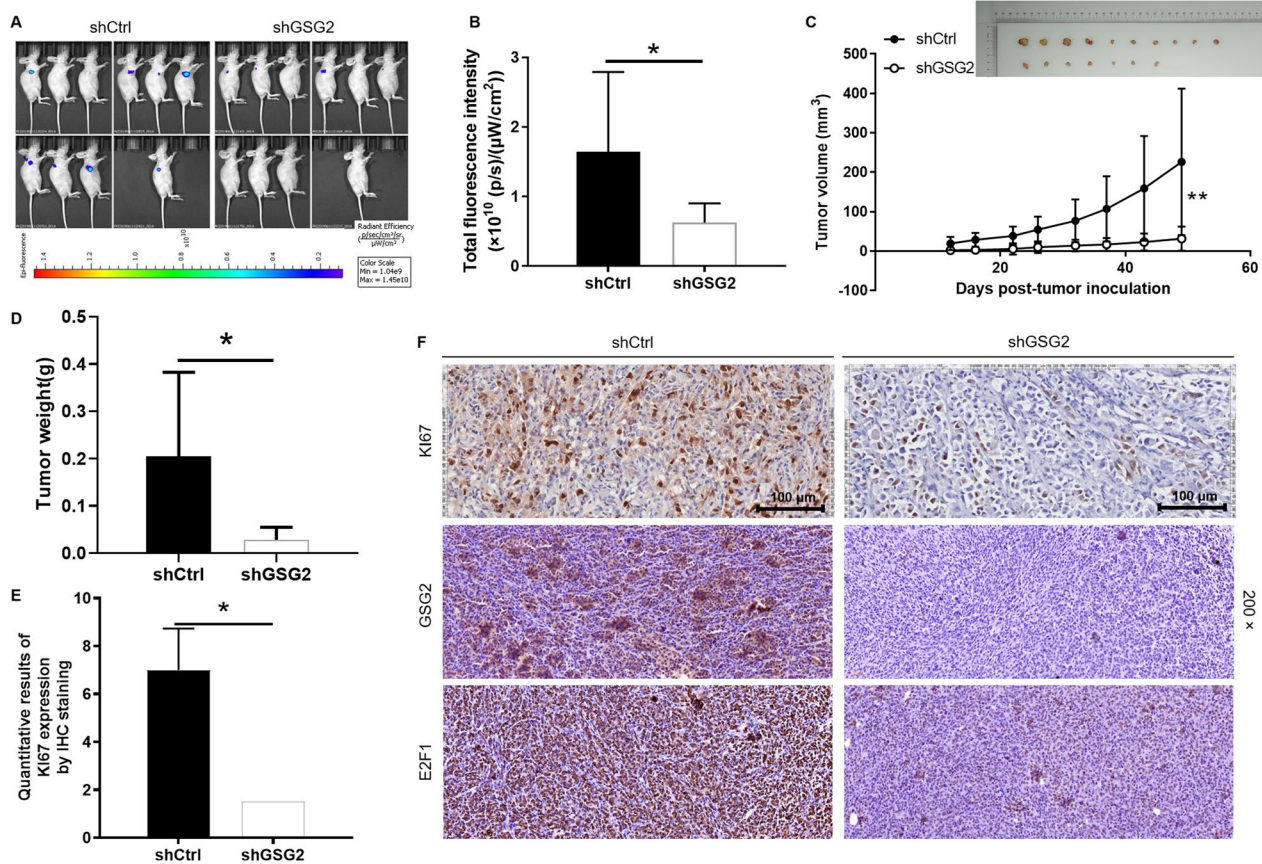 A
shCtrl
shGSG2
Epi-fluorescence
1.4
1.2
1.0
0.8
0.6
0.4
0.2
×10¹⁰
Radiant Efficiency
(p/sec/cm²/sr
µW/cm²)
Color Scale
Min = 1.04e9
Max = 1.45e10
B
Total fluorescence intensity
(×10¹⁰ (p/s)/(µW/cm²)
3
2
1
0
*
shCtrl
shGSG2
C
shCtrl
shGSG2
Tumor volume (mm³)
500
400
300
200
100
0
-100
20
40
60
**
Days post-tumor inoculation
D
Tumor weight(g)
0.5
0.4
0.3
0.2
0.1
0.0
*
shCtrl
shGSG2
E
Quantitative results of
KI67 expression
by IHC staining
10
8
6
4
2
0
*
shCtrl
shGSG2
F
shCtrl
shGSG2
KI67
100 µm
100 µm
GSG2
E2F1
200 ×